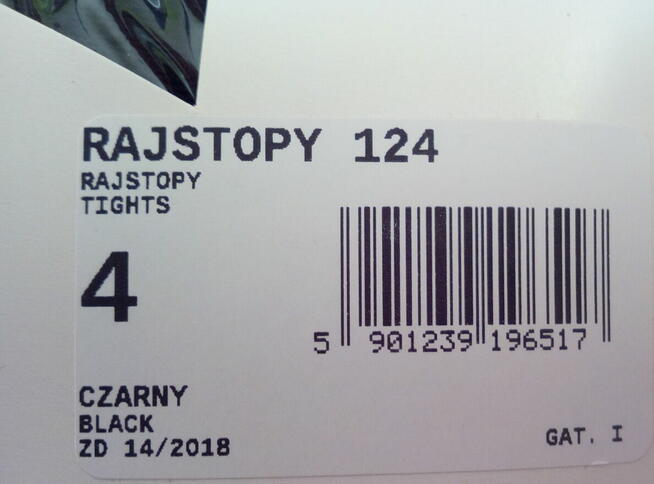 RAJSTOPY 124
RAJSTOPY
TIGHTS
4
5 901239 196517
CZARNY
BLACK
ZD 14/2018
GAT. I